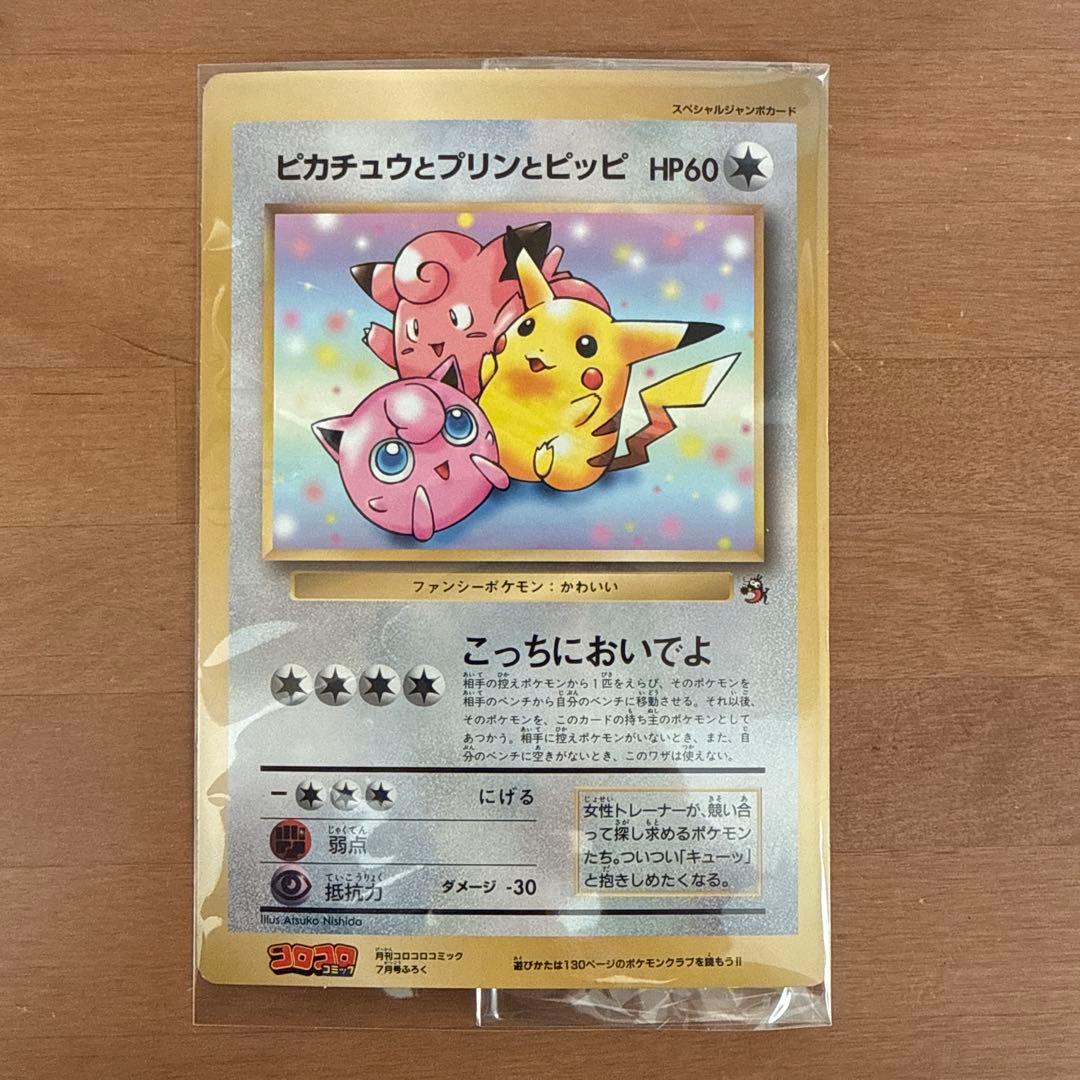 スペシャルジャンボカード
ピカチュウとプリンとピッピ HP60
ファンシーポケモン：かわいい
こっちにおいでよ
相手の控えポケモンから1匹をえらび、そのポケモンを
相手のベンチから自分のベンチに移動させる。それ以後、
そのポケモンを、このカードの持ち主のポケモンとして
あつかう。相手に控えポケモンがいないとき、また、自
分のベンチに空きがないとき、このワザは使えない。
− にげる
弱点
抵抗力 ダメージ -30
女性トレーナーが、競い合
って探し求めるポケモン
たち。ついつい「キューッ」
と抱きしめたくなる。
Illus Atsuko Nishida
コロコロ
コミック
月刊コロコロコミック
7月号ふろく
遊びかたは130ページのポケモンクラブを読もう!!